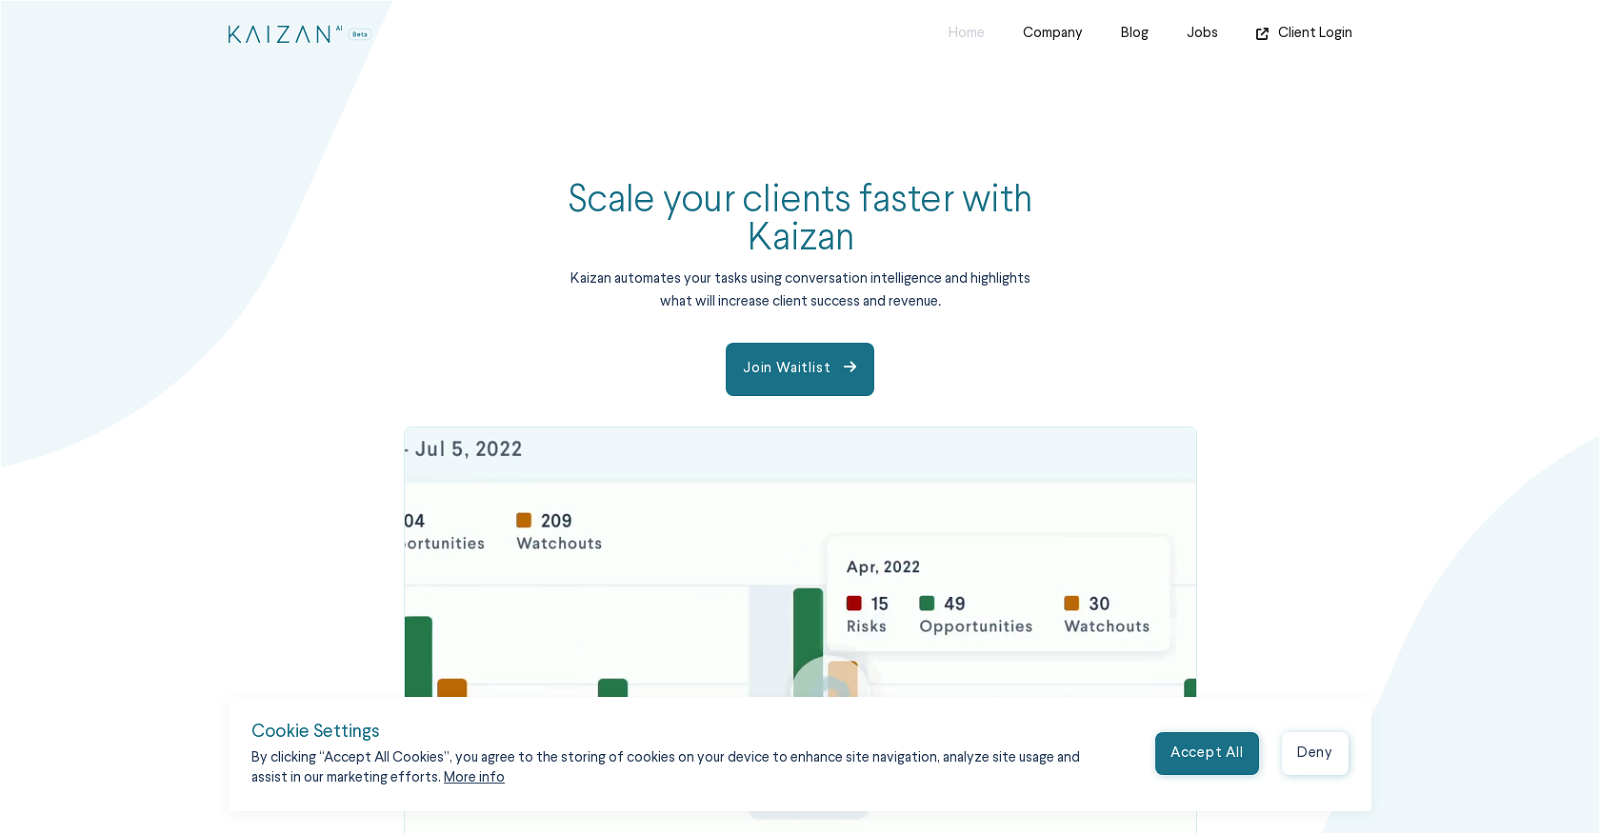 KAIZAN AI Beta
Home Company Blog Jobs Client Login
Scale your clients faster with
Kaizan
Kaizan automates your tasks using conversation intelligence and highlights
what will increase client success and revenue.
Join Waitlist
- Jul 5, 2022
04 209
ortunities Watchouts
Apr, 2022
15 49 30
Risks Opportunities Watchouts
Cookie Settings
By clicking “Accept All Cookies”, you agree to the storing of cookies on your device to enhance site navigation, analyze site usage and
assist in our marketing efforts. More info
Accept All Deny